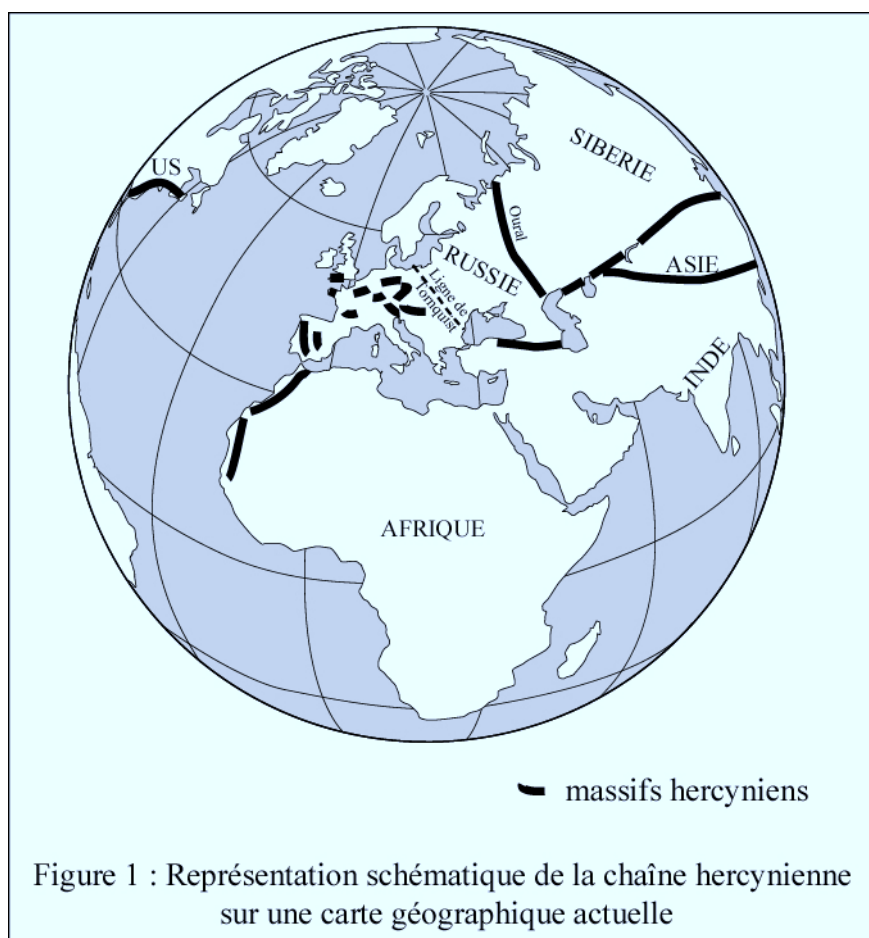 SIBERIE
US
Oural
RUSSIE
ASIE
Ligne de
Tornquist
INDE
AFRIQUE
massifs hercyniens
Figure 1 : Représentation schématique de la chaîne hercynienne
sur une carte géographique actuelle